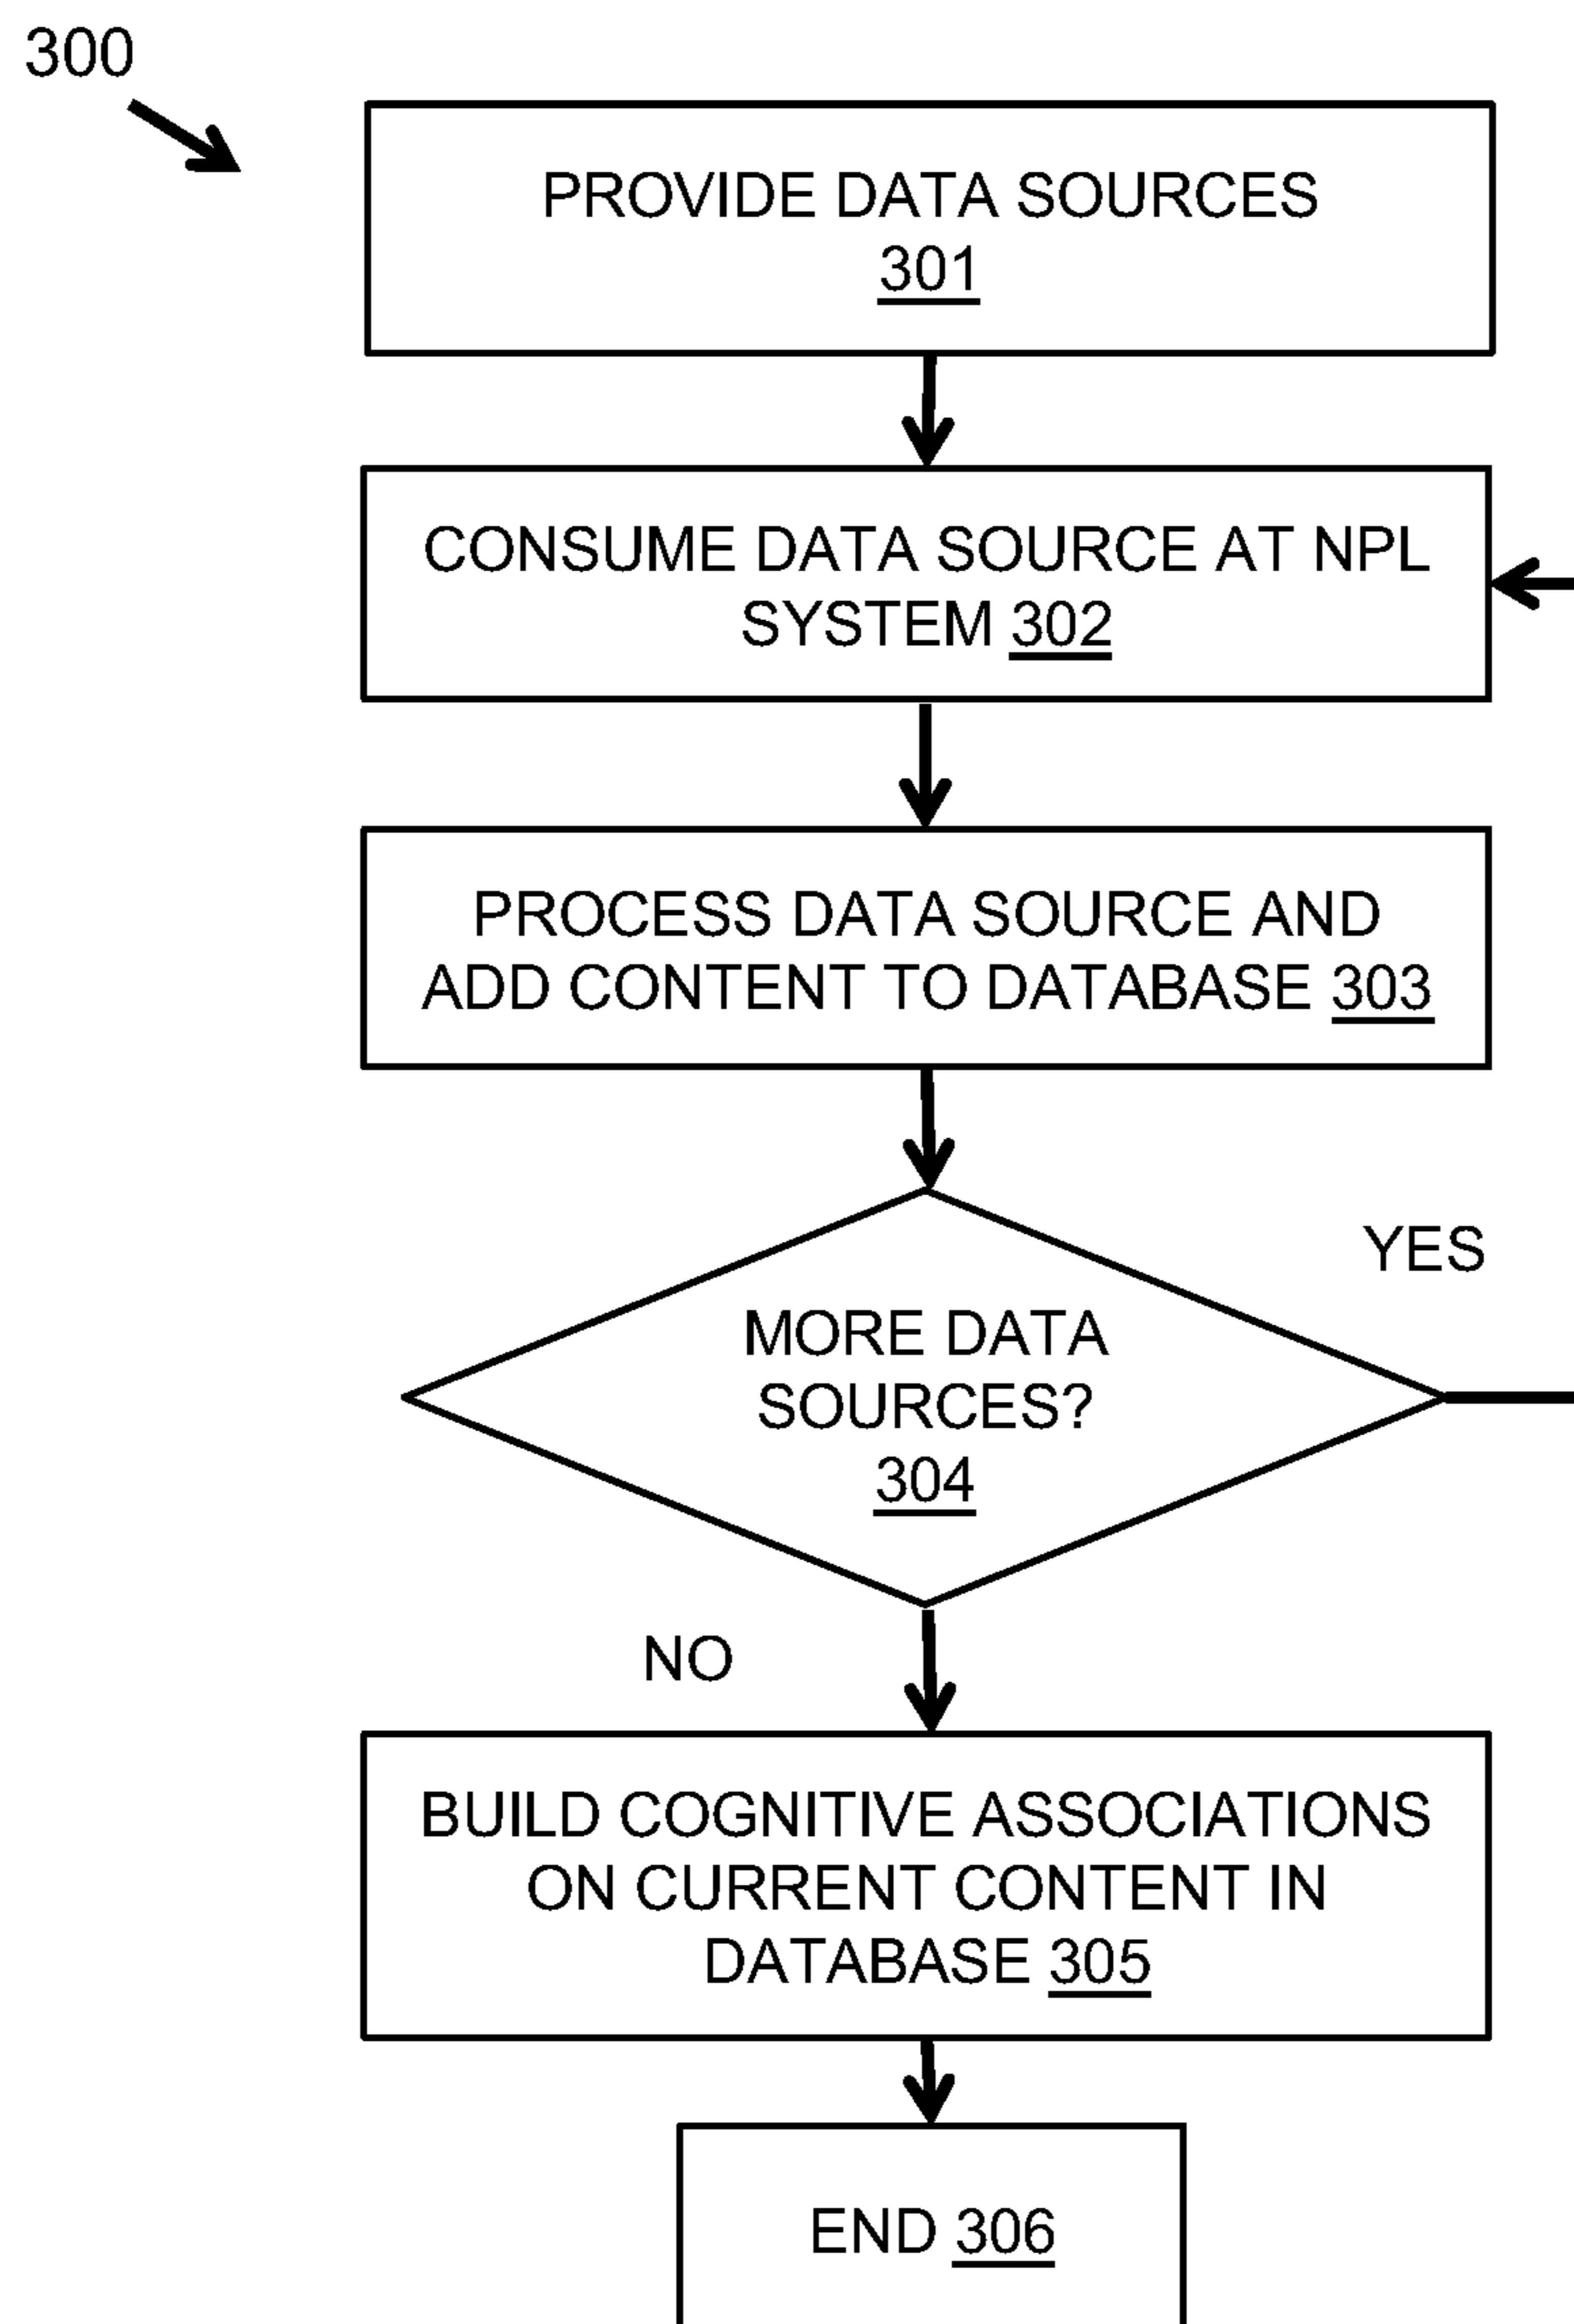 300
PROVIDE DATA SOURCES
301
CONSUME DATA SOURCE AT NPL
SYSTEM 302
PROCESS DATA SOURCE AND
ADD CONTENT TO DATABASE 303
YES
MORE DATA
SOURCES?
304
NO
BUILD COGNITIVE ASSOCIATIONS
ON CURRENT CONTENT IN
DATABASE 305
END 306